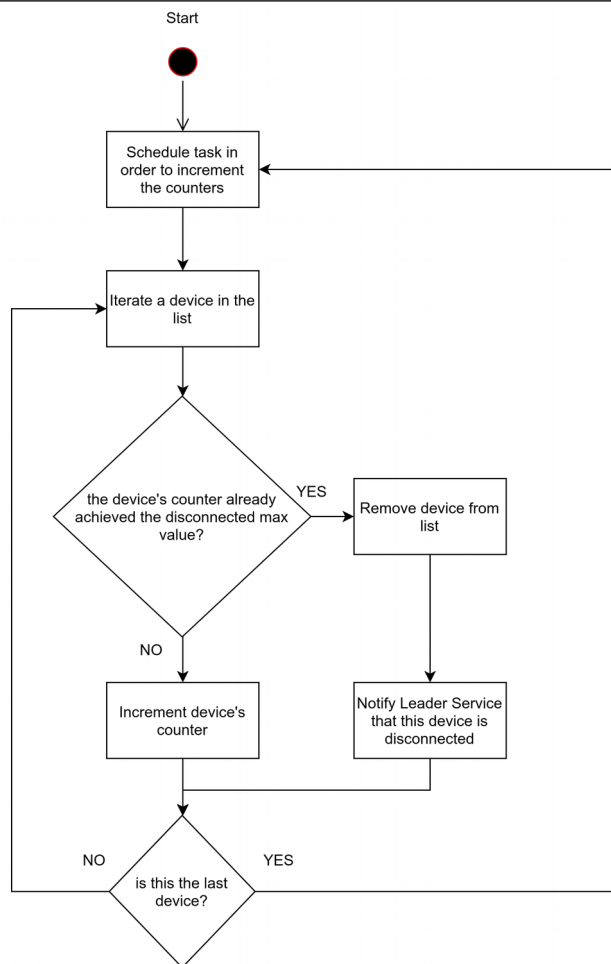 Start
Schedule task in
order to increment
the counters
Iterate a device in the
list
the device's counter already
achieved the disconnected max
value?
YES
Remove device from
list
NO
Increment device's
counter
Notify Leader Service
that this device is
disconnected
NO
YES
is this the last
device?